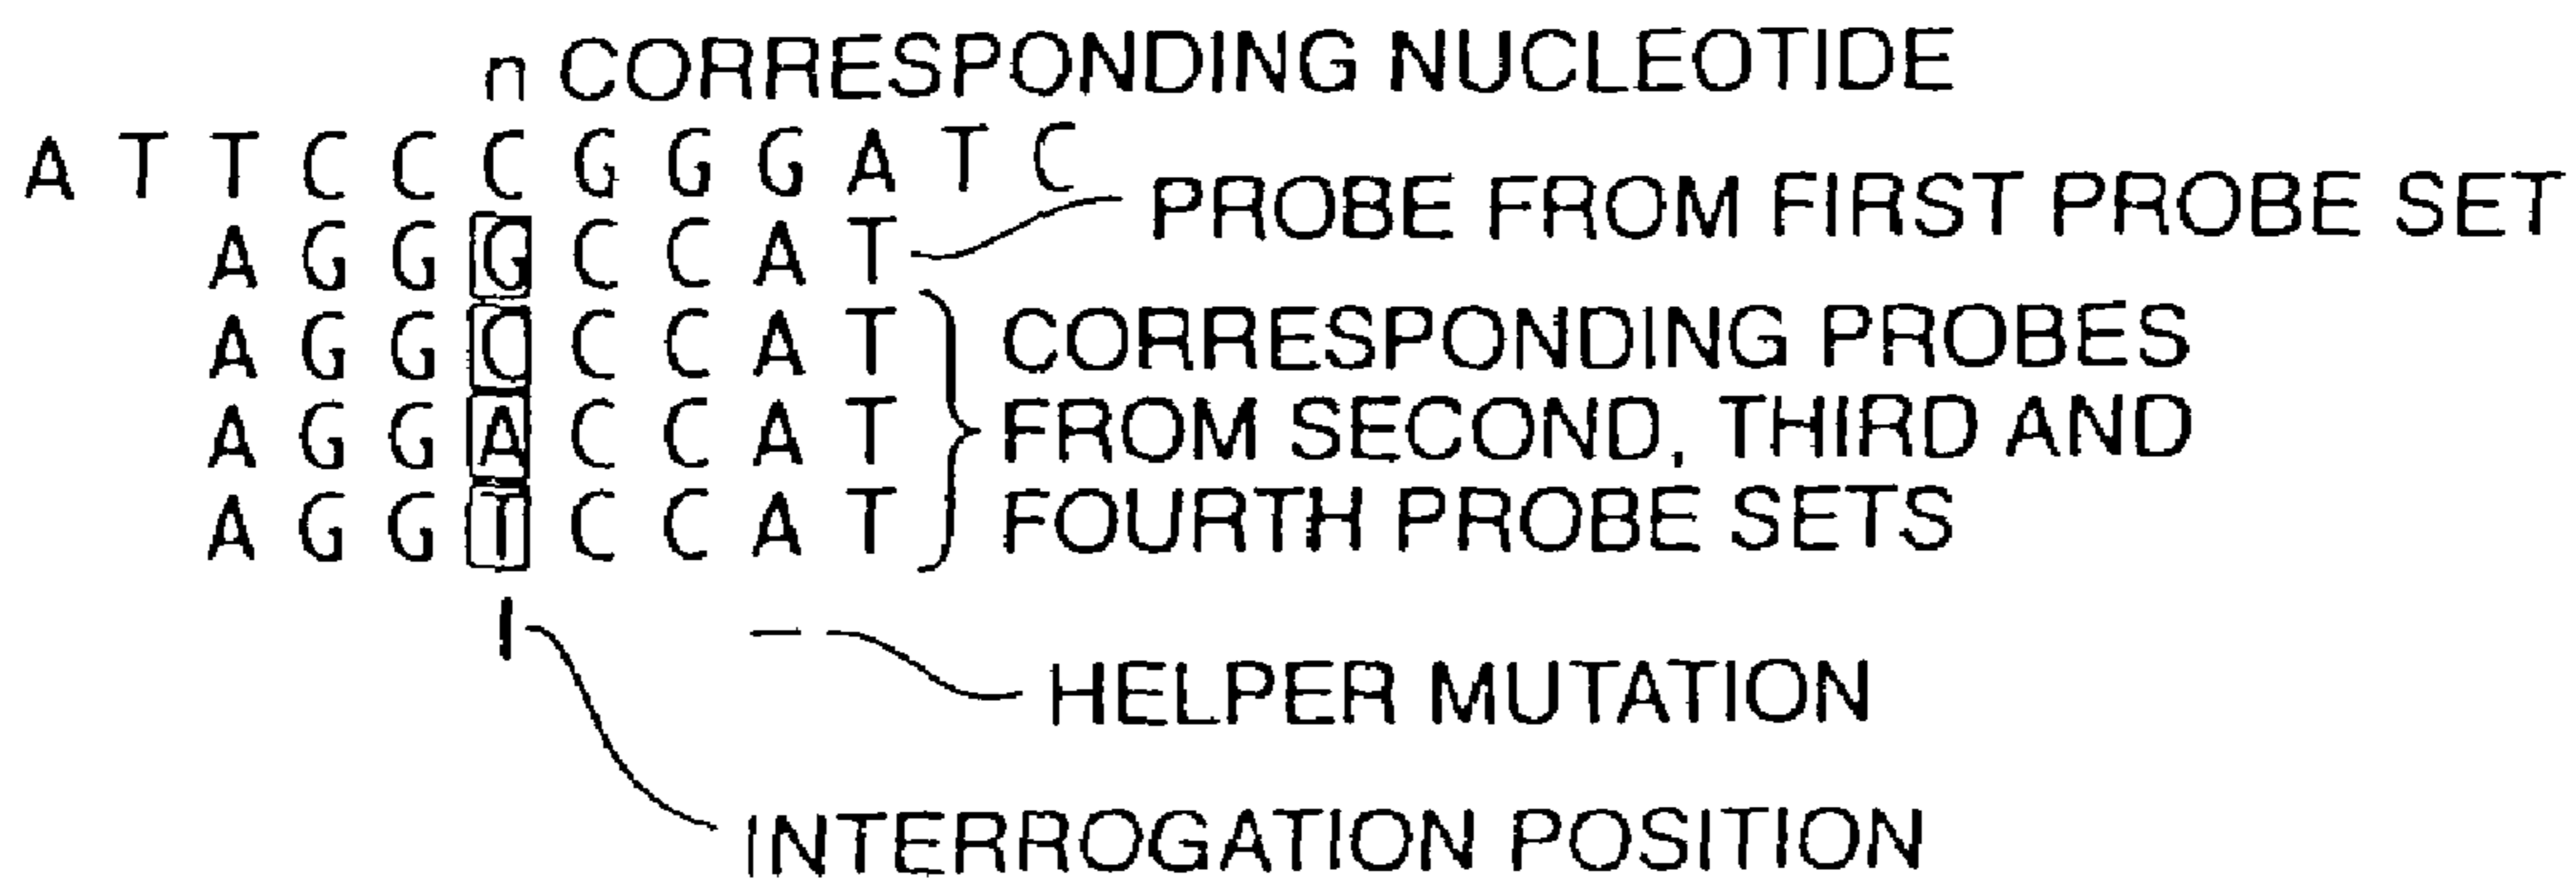 n CORRESPONDING NUCLEOTIDE
A T T C C C G G G A T C
A G G G C C A T PROBE FROM FIRST PROBE SET
A G G C C C A T CORRESPONDING PROBES
A G G A C C A T FROM SECOND, THIRD AND
A G G T C C A T FOURTH PROBE SETS
I
HELPER MUTATION
INTERROGATION POSITION